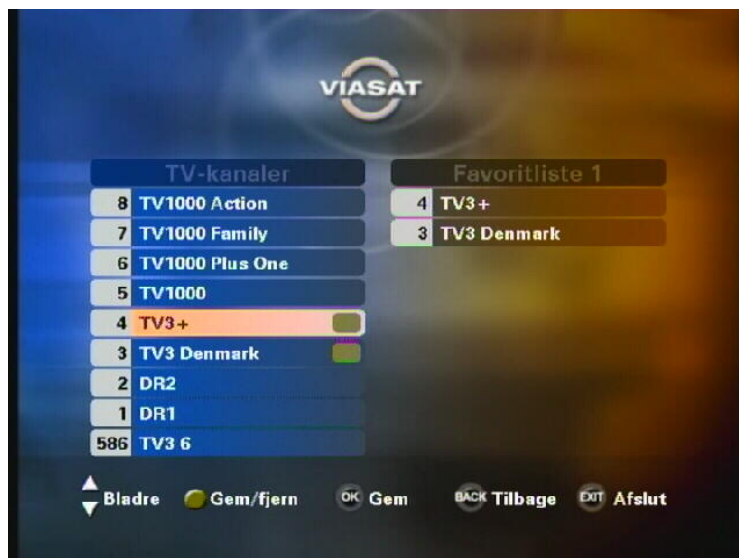 VIASAT
TV-kanaler
8 TV1000 Action
7 TV1000 Family
6 TV1000 Plus One
5 TV1000
4 TV3+
3 TV3 Denmark
2 DR2
1 DR1
586 TV3 6
Favoritliste 1
4 TV3+
3 TV3 Denmark
Bladre Gem/fjern OK Gem BACK Tilbage EXIT Afslut